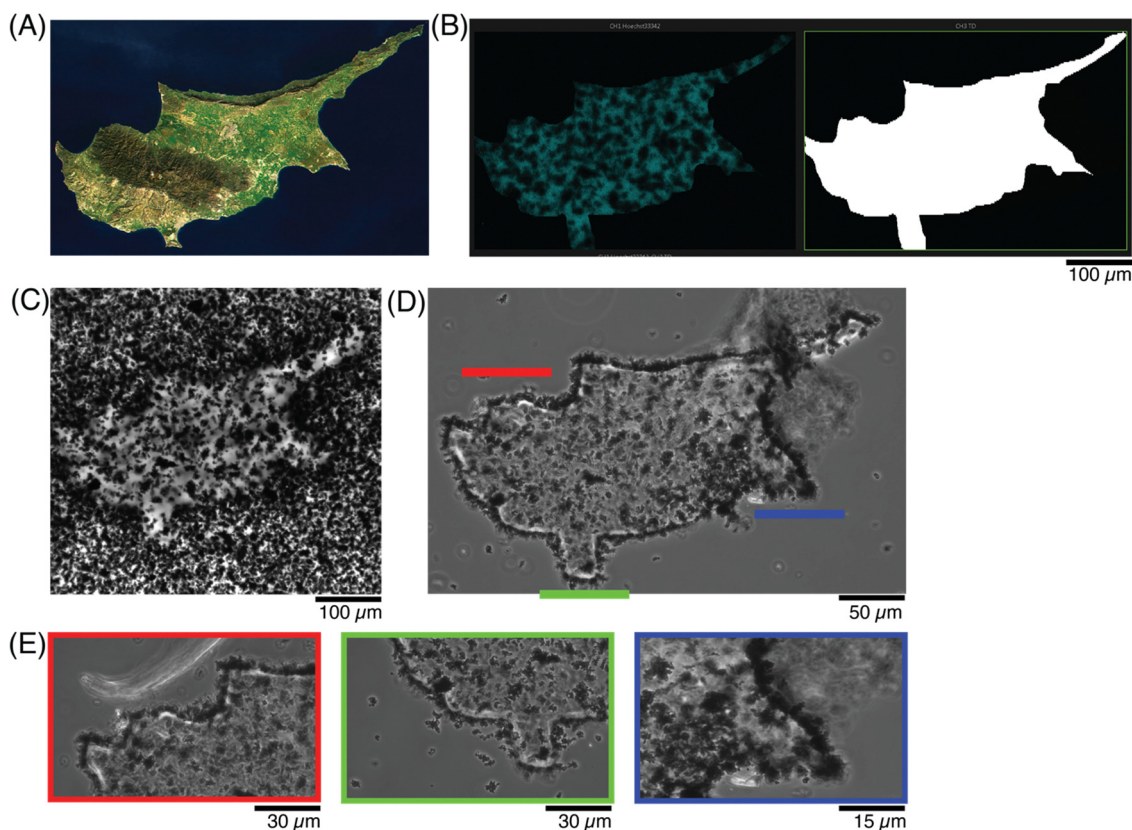 (A)
(B)
CH1 Hoechst33342
CH3 TD
100 µm
(C)
(D)
100 µm
50 µm
(E)
30 µm
30 µm
15 µm